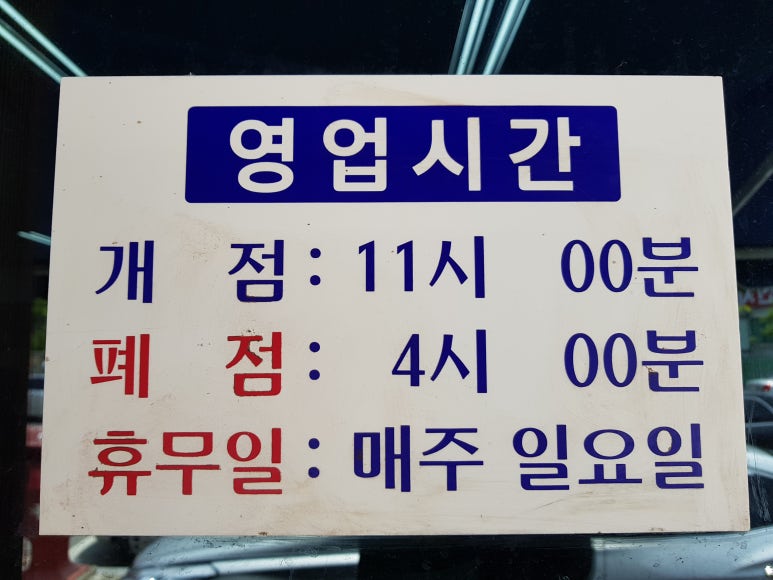 영업시간
개 점 : 11시 00분
폐 점 : 4시 00분
휴무일 : 매주 일요일